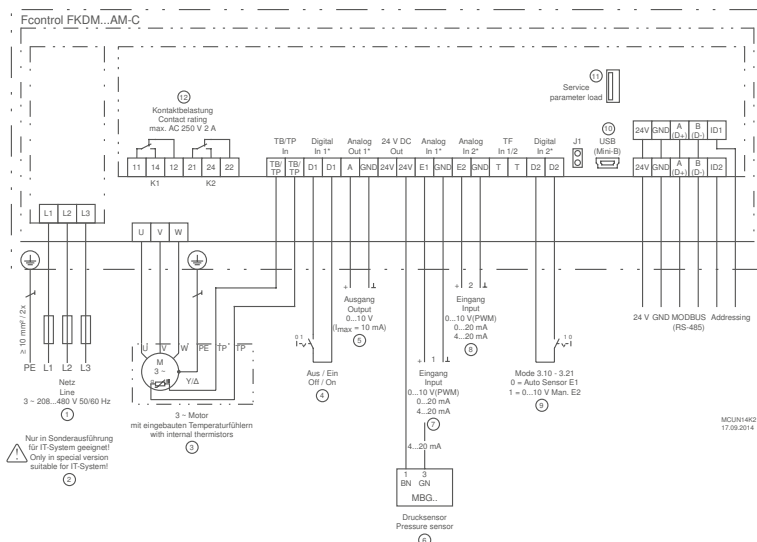 Fcontrol FKDM...AM-C
11
Service
parameter load
12
Kontaktbelastung
Contact rating
max. AC 250 V 2 A
10
TB/TP
In
Digital
In 1*
Analog
Out 1*
24 V DC
Out
Analog
In 1*
Analog
In 2*
TF
In 1/2
Digital
In 2*
J1
USB
(Mini-B)
24V GND A (D+) B (D-) ID1
11 14 12 21 24 22
TB/TP TB/TP D1 D1 A GND 24V 24V E1 GND E2 GND T T D2 D2
24V GND A (D+) B (D-) ID2
K1 K2
L1 L2 L3
U V W
≥ 10 mm² / 2x
PE L1 L2 L3
Netz
Line
3 ~ 208...480 V 50/60 Hz
1
Nur in Sonderausführung
für IT-System geeignet!
Only in special version
suitable for IT-System!
2
U V W PE TP TP
M
3 ~
Y/Δ
3 ~ Motor
mit eingebauten Temperaturfühlern
with internal thermistors
3
0 1
Aus / Ein
Off / On
4
+ ⊥
Ausgang
Output
0...10 V
(Imax = 10 mA)
5
+ 1 ⊥
Eingang
Input
0...10 V(PWM)
0...20 mA
4...20 mA
7
4...20 mA
1 3
BN GN
MBG..
Drucksensor
Pressure sensor
6
+ 2 ⊥
Eingang
Input
0...10 V(PWM)
0...20 mA
4...20 mA
8
1 0
Mode 3.10 - 3.21
0 = Auto Sensor E1
1 = 0...10 V Man. E2
9
24 V GND MODBUS Addressing
(RS-485)
MCUN14K2
17.09.2014